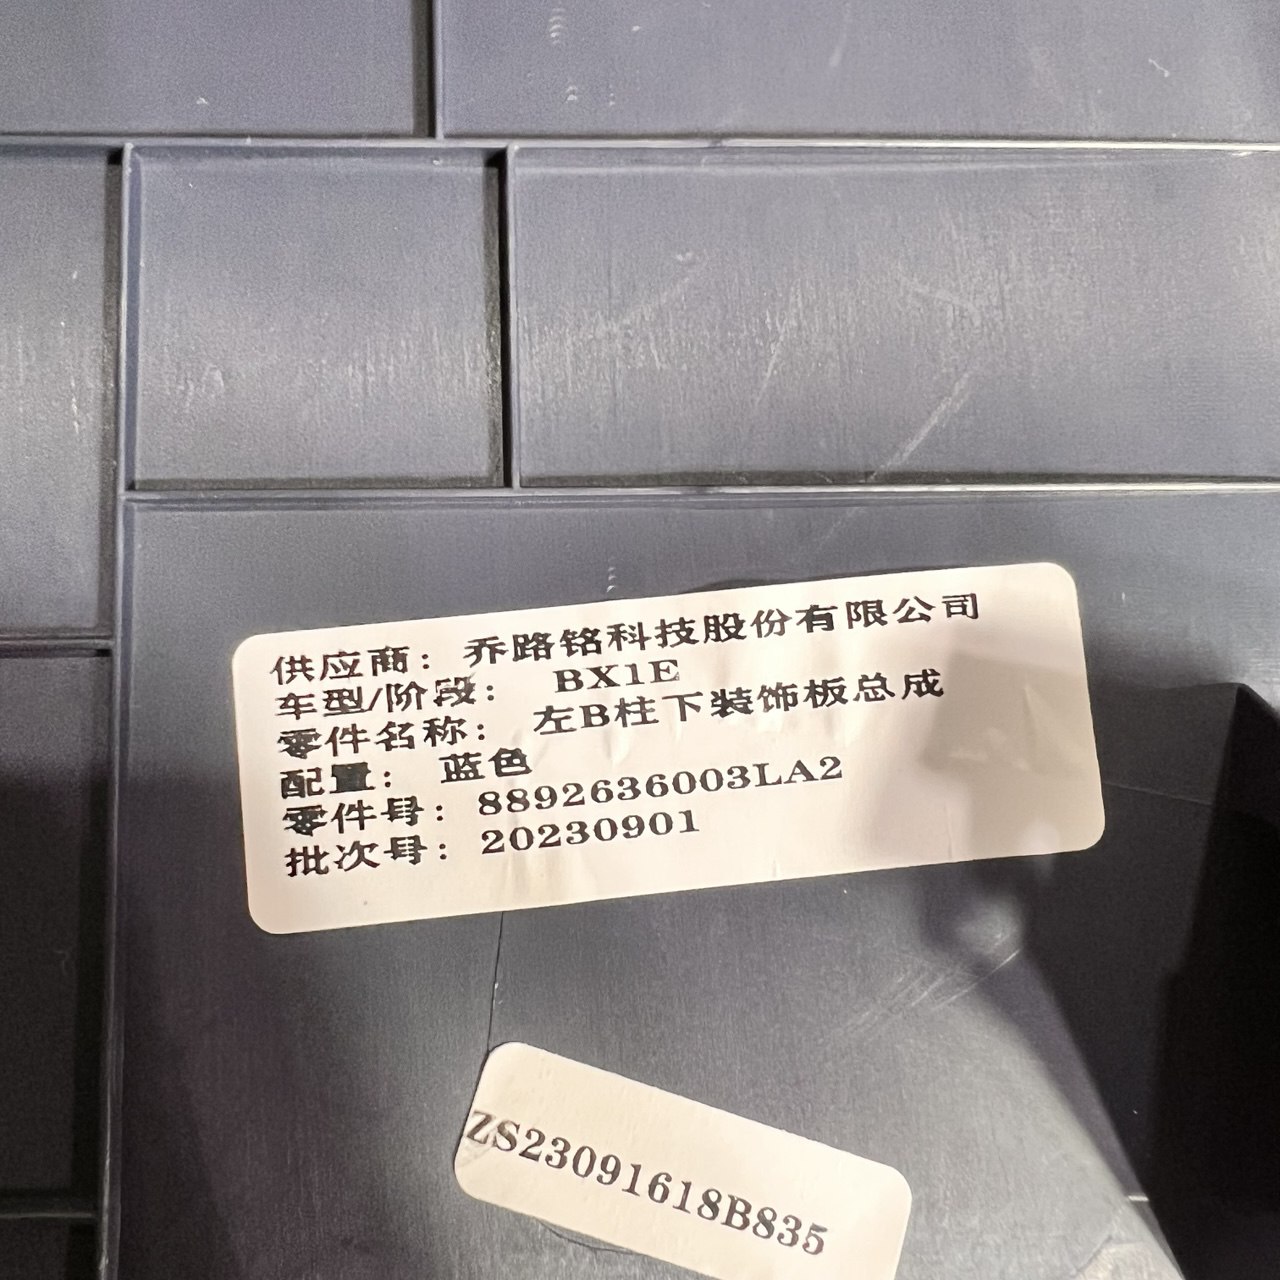 供应商：乔路铭科技股份有限公司
车型/阶段：BX1E
零件名称：左B柱下装饰板总成
配置：蓝色
零件号：8892636003LA2
批次号：20230901
ZS23091618B835